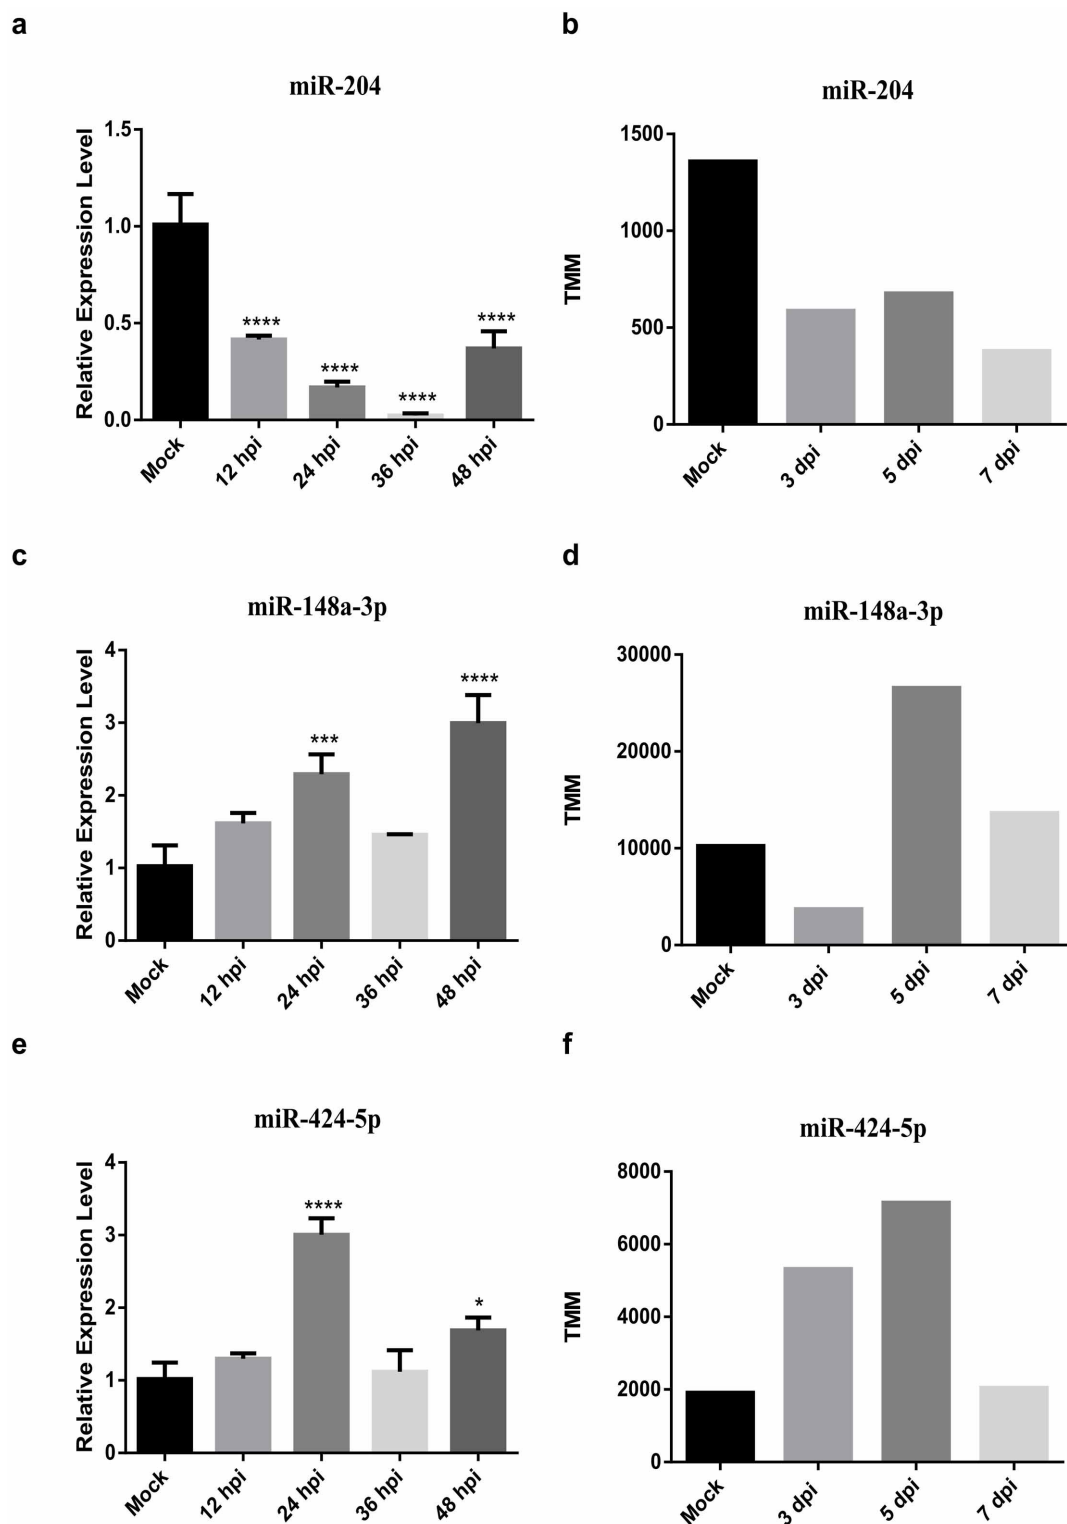 a
miR-204
Relative Expression Level
1.5
1.0
0.5
0.0
****
****
****
****
Mock
12 hpi
24 hpi
36 hpi
48 hpi
b
miR-204
TMM
1500
1000
500
0
Mock
3 dpi
5 dpi
7 dpi
c
miR-148a-3p
Relative Expression Level
4
3
2
1
0
***
****
Mock
12 hpi
24 hpi
36 hpi
48 hpi
d
miR-148a-3p
TMM
30000
20000
10000
0
Mock
3 dpi
5 dpi
7 dpi
e
miR-424-5p
Relative Expression Level
4
3
2
1
0
****
*
Mock
12 hpi
24 hpi
36 hpi
48 hpi
f
miR-424-5p
TMM
8000
6000
4000
2000
0
Mock
3 dpi
5 dpi
7 dpi